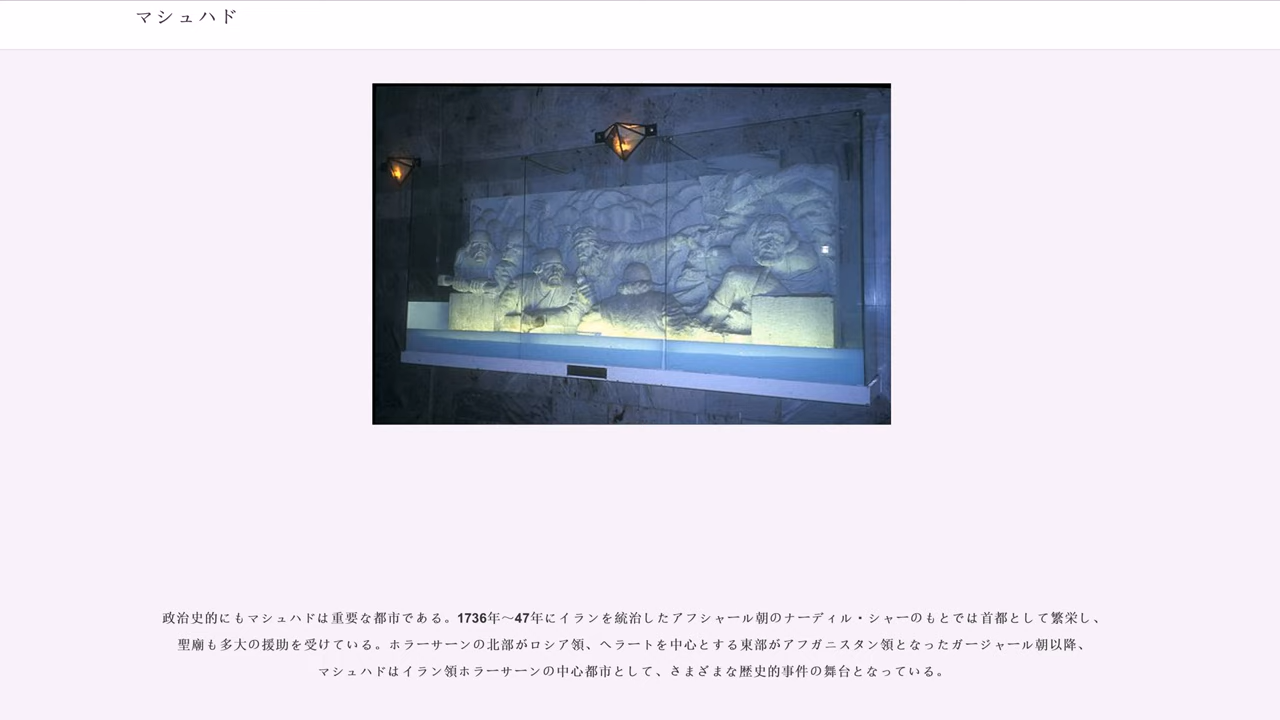 マシュハド
政治史的にもマシュハドは重要な都市である。1736年～47年にイランを統治したアフシャール朝のナーディル・シャーのもとでは首都として繁栄し、
聖廟も多大の援助を受けている。ホラーサーンの北部がロシア領、ヘラートを中心とする東部がアフガニスタン領となったガージャール朝以降、
マシュハドはイラン領ホラーサーンの中心都市として、さまざまな歴史的事件の舞台となっている。